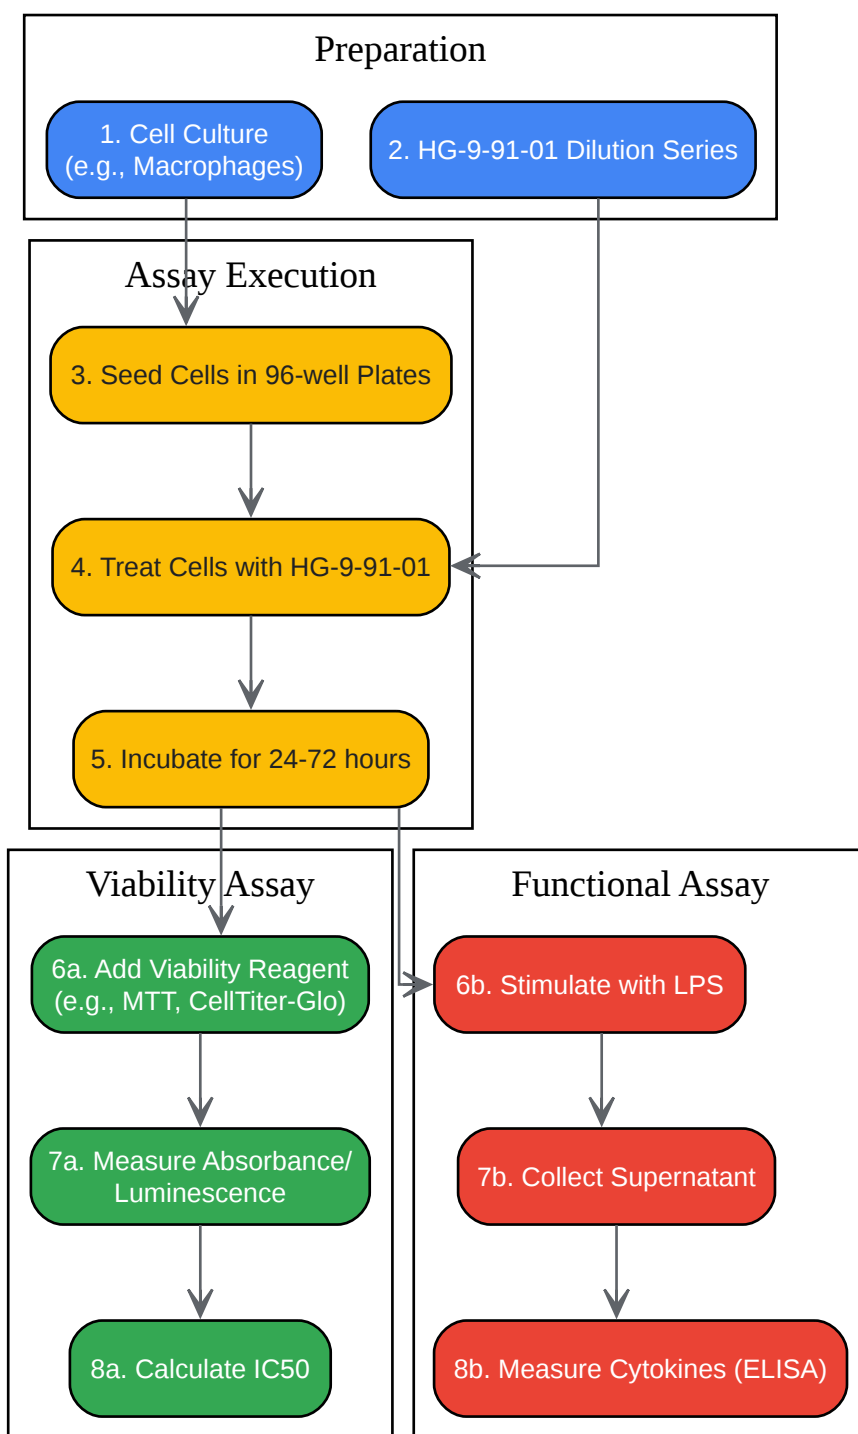 Preparation
1. Cell Culture
(e.g., Macrophages)
2. HG-9-91-01 Dilution Series
Assay Execution
3. Seed Cells in 96-well Plates
4. Treat Cells with HG-9-91-01
5. Incubate for 24-72 hours
Viability Assay
6a. Add Viability Reagent
(e.g., MTT, CellTiter-Glo)
7a. Measure Absorbance/
Luminescence
8a. Calculate IC50
Functional Assay
6b. Stimulate with LPS
7b. Collect Supernatant
8b. Measure Cytokines (ELISA)